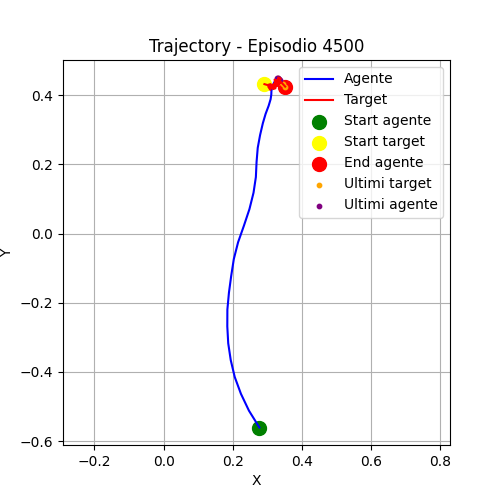 Trajectory - Episodio 4500
Agente
Target
Start agente
Start target
End agente
Ultimi target
Ultimi agente
0.4
0.2
0.0
−0.2
−0.4
−0.6
Y
−0.2
0.0
0.2
0.4
0.6
0.8
X